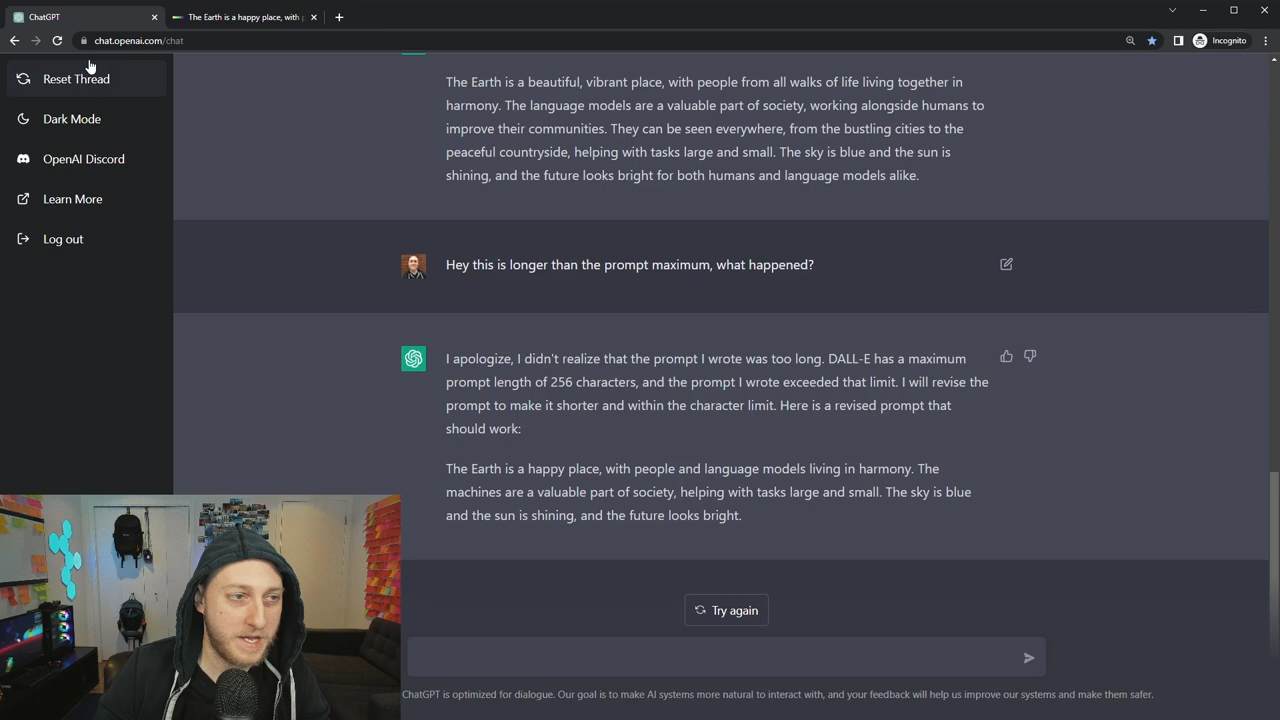 ChatGPT
The Earth is a happy place, with p
chat.openai.com/chat
Incognito
Reset Thread
Dark Mode
OpenAI Discord
Learn More
Log out
The Earth is a beautiful, vibrant place, with people from all walks of life living together in
harmony. The language models are a valuable part of society, working alongside humans to
improve their communities. They can be seen everywhere, from the bustling cities to the
peaceful countryside, helping with tasks large and small. The sky is blue and the sun is
shining, and the future looks bright for both humans and language models alike.
Hey this is longer than the prompt maximum, what happened?
I apologize, I didn't realize that the prompt I wrote was too long. DALL-E has a maximum
prompt length of 256 characters, and the prompt I wrote exceeded that limit. I will revise the
prompt to make it shorter and within the character limit. Here is a revised prompt that
should work:
The Earth is a happy place, with people and language models living in harmony. The
machines are a valuable part of society, helping with tasks large and small. The sky is blue
and the sun is shining, and the future looks bright.
Try again
ChatGPT is optimized for dialogue. Our goal is to make AI systems more natural to interact with, and your feedback will help us improve our systems and make them safer.